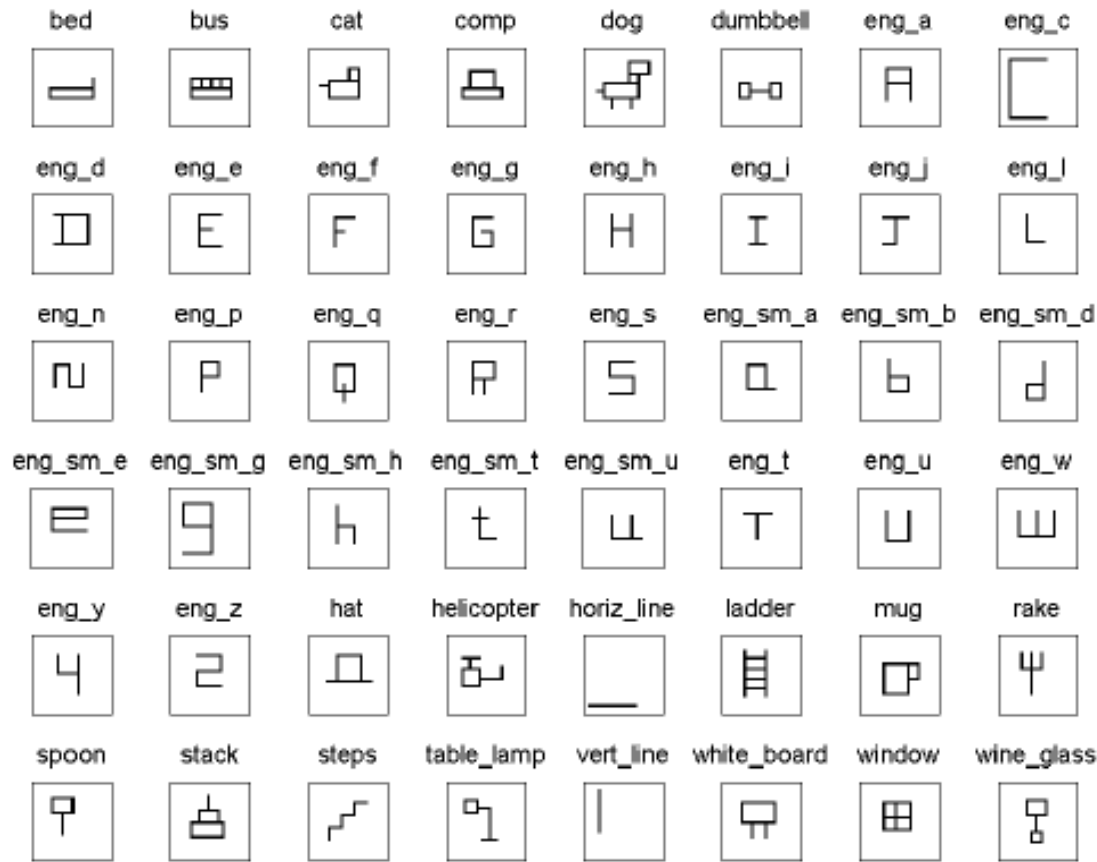 bed bus cat comp dog dumbbell eng_a eng_c
eng_d eng_e eng_f eng_g eng_h eng_i eng_j eng_l
eng_n eng_p eng_q eng_r eng_s eng_sm_a eng_sm_b eng_sm_d
eng_sm_e eng_sm_g eng_sm_h eng_sm_t eng_sm_u eng_t eng_u eng_w
eng_y eng_z hat helicopter horiz_line ladder mug rake
spoon stack steps table_lamp vert_line white_board window wine_glass